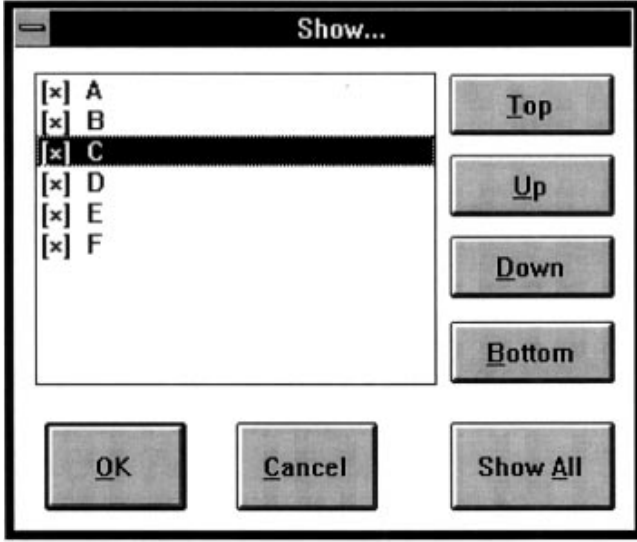 Show...
[×] A
[×] B
[×] C
[×] D
[×] E
[×] F
Top
Up
Down
Bottom
OK
Cancel
Show All